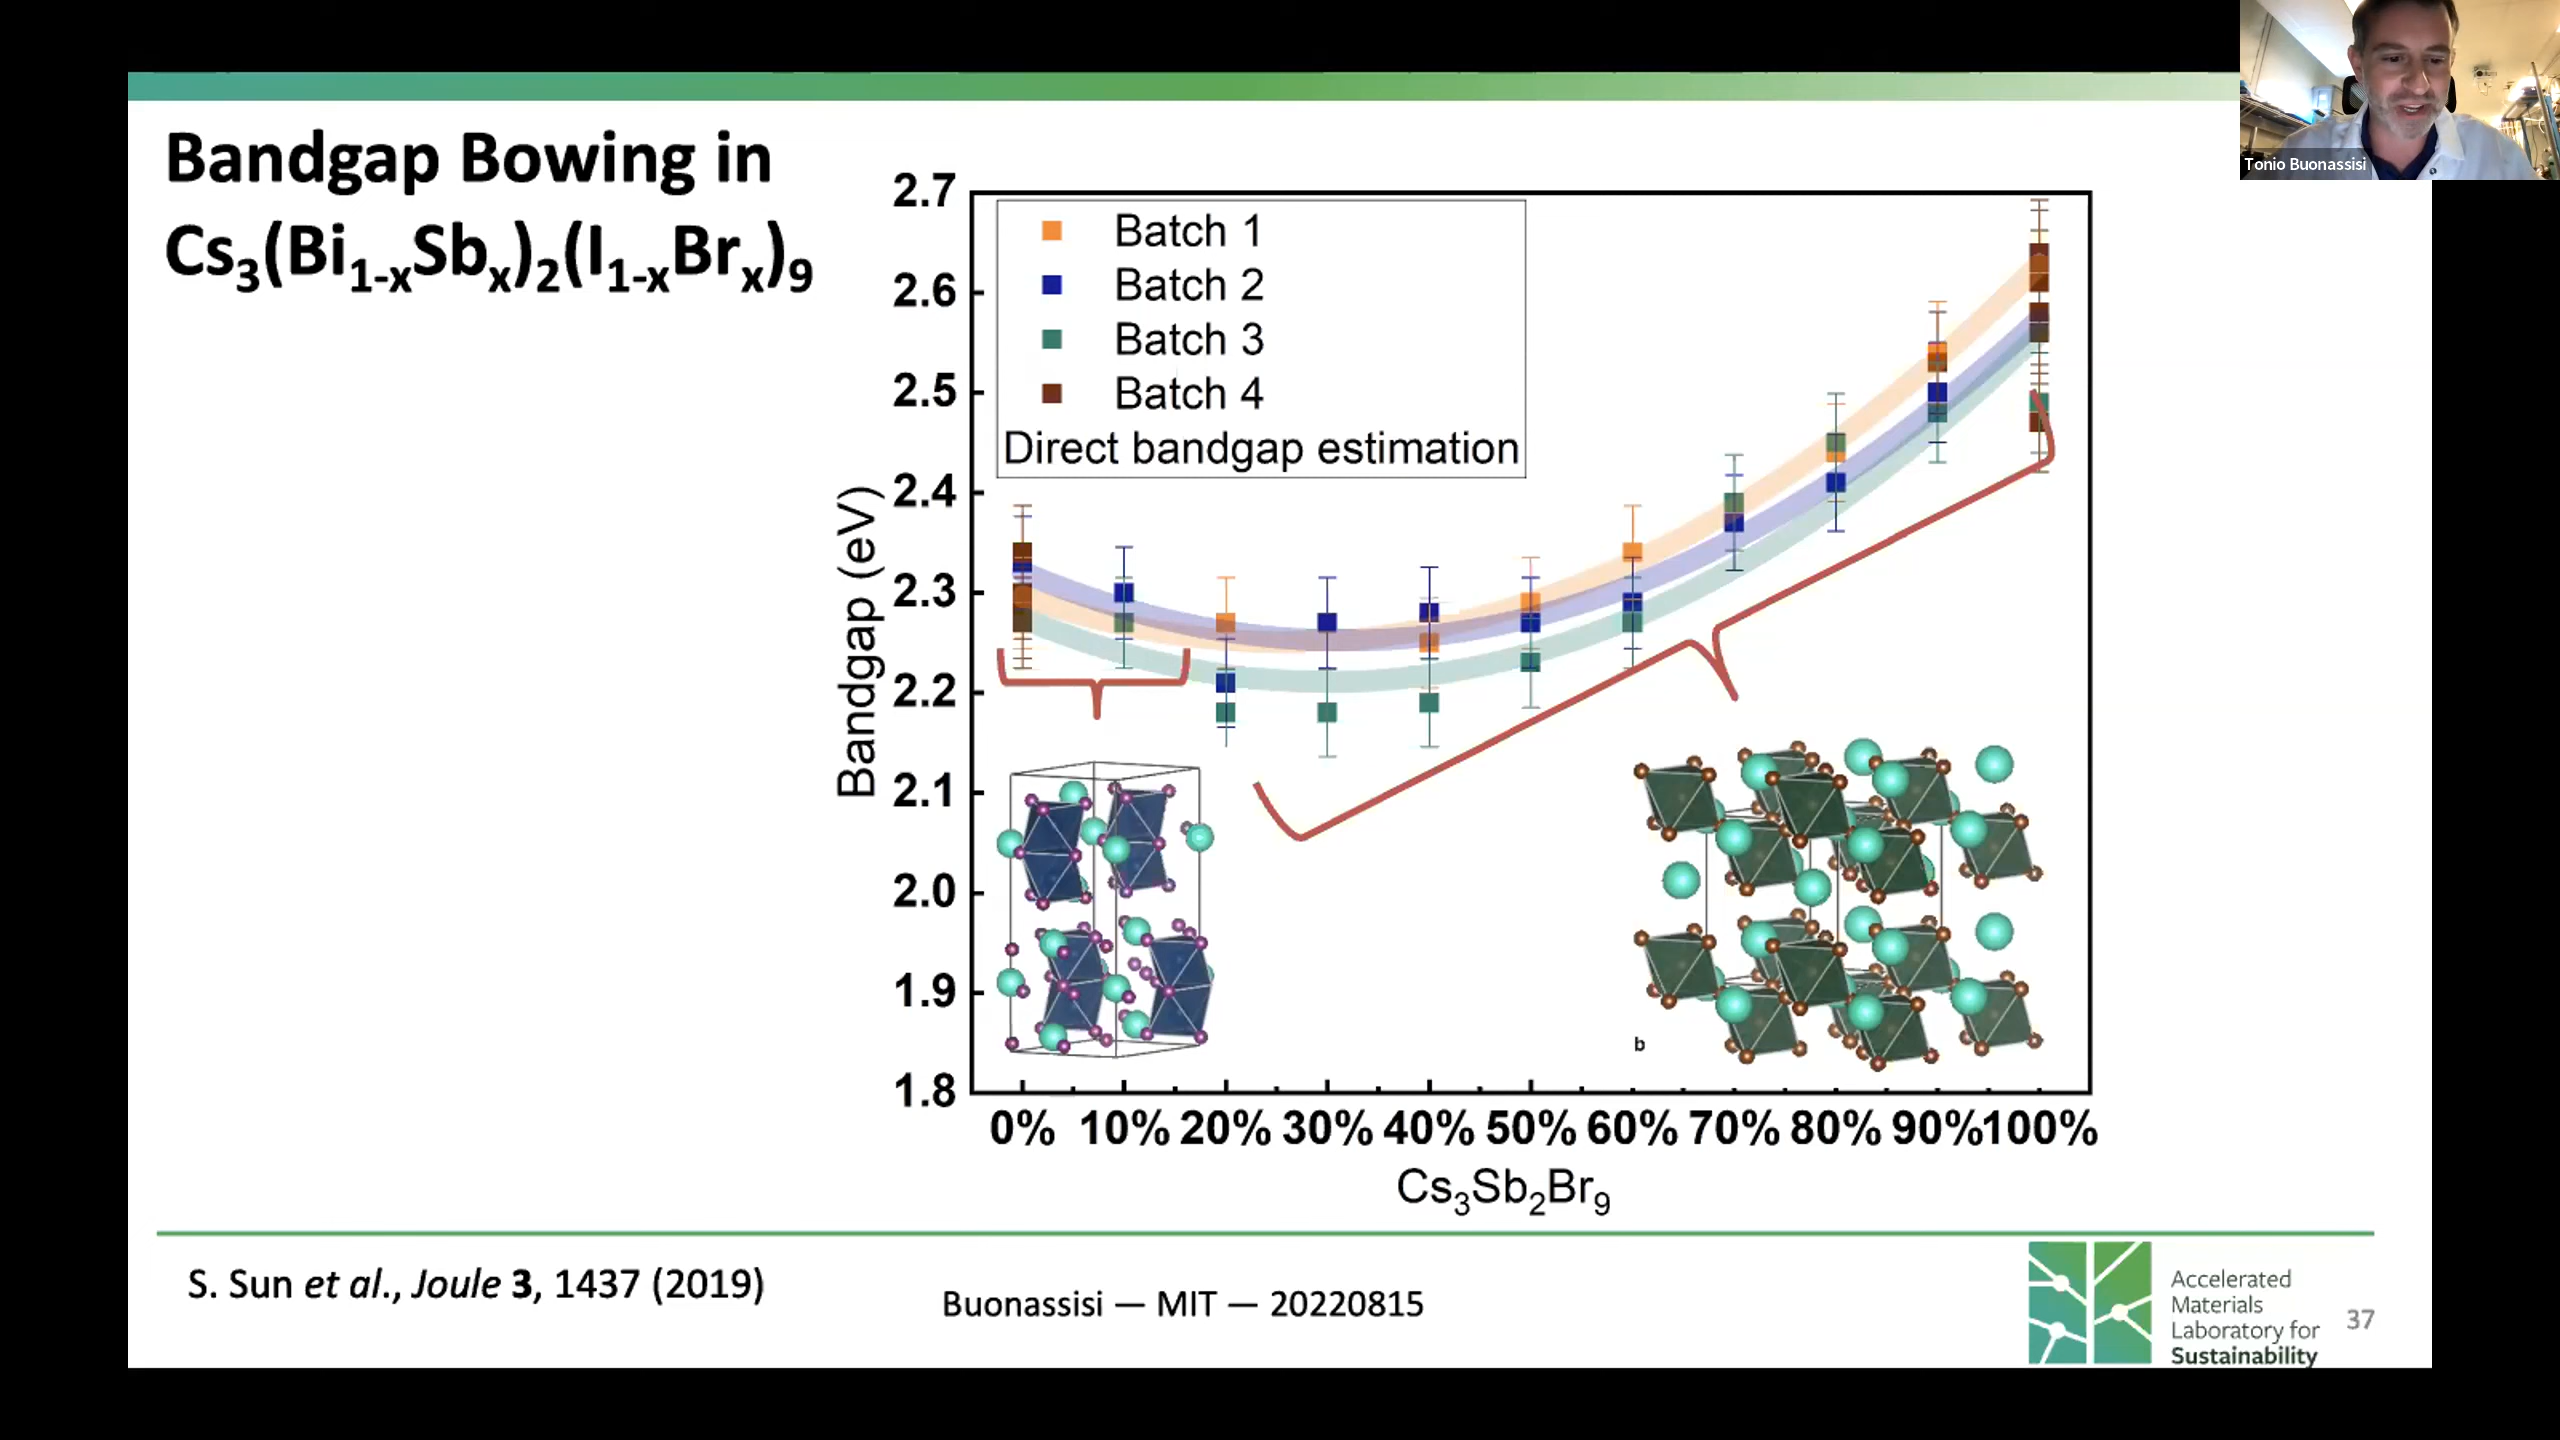 Tonio Buonassisi
Bandgap Bowing in
Cs₃(Bi₁₋ₓSbₓ)₂(I₁₋ₓBrₓ)₉
2.7
2.6
2.5
2.4
2.3
2.2
2.1
2.0
1.9
1.8
Bandgap (eV)
Batch 1
Batch 2
Batch 3
Batch 4
Direct bandgap estimation
b
0% 10% 20% 30% 40% 50% 60% 70% 80% 90% 100%
Cs₃Sb₂Br₉
S. Sun et al., Joule 3, 1437 (2019)
Buonassisi — MIT — 20220815
Accelerated
Materials
Laboratory for
Sustainability
37